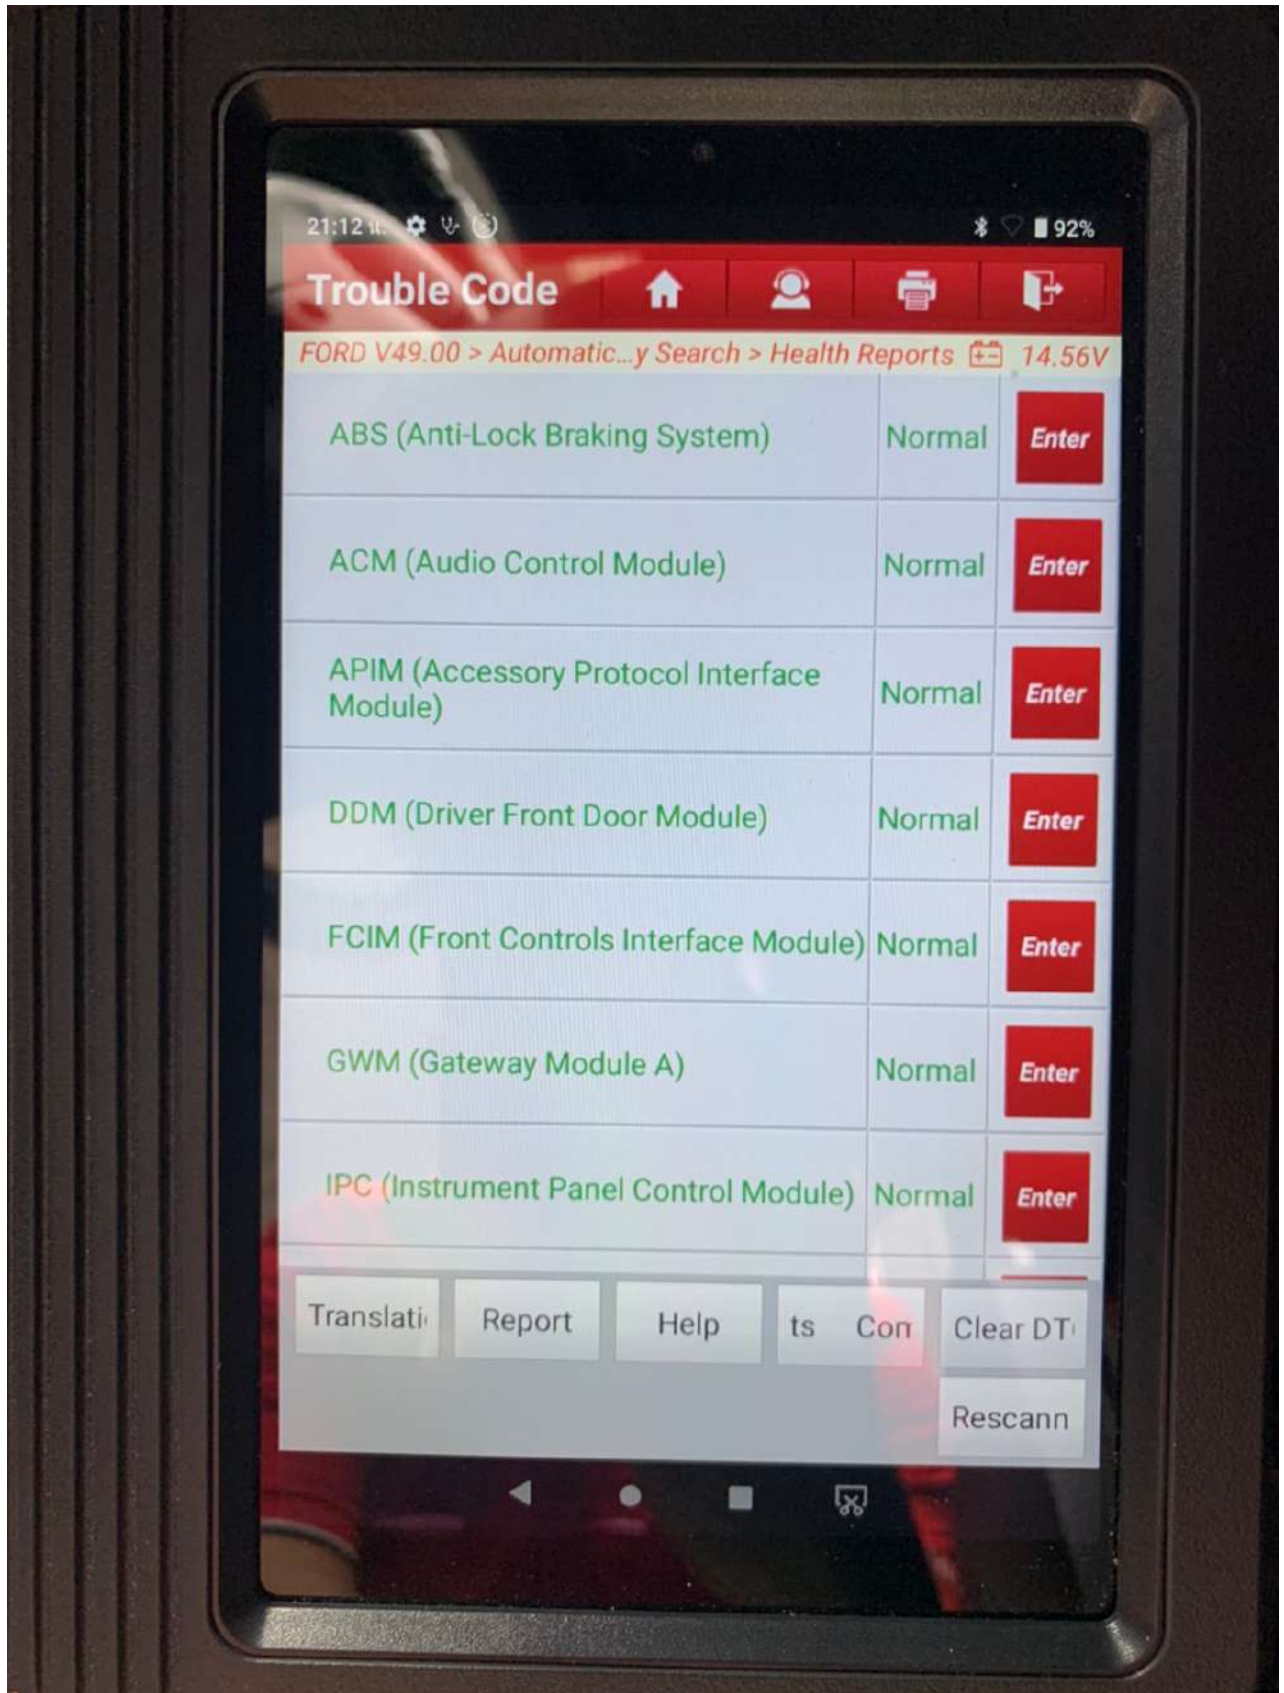 21:12 น. 92%
Trouble Code
FORD V49.00 > Automatic...y Search > Health Reports 14.56V
ABS (Anti-Lock Braking System) Normal Enter
ACM (Audio Control Module) Normal Enter
APIM (Accessory Protocol Interface
Module) Normal Enter
DDM (Driver Front Door Module) Normal Enter
FCIM (Front Controls Interface Module) Normal Enter
GWM (Gateway Module A) Normal Enter
IPC (Instrument Panel Control Module) Normal Enter
Translati Report Help ts Com Clear DT
Rescann